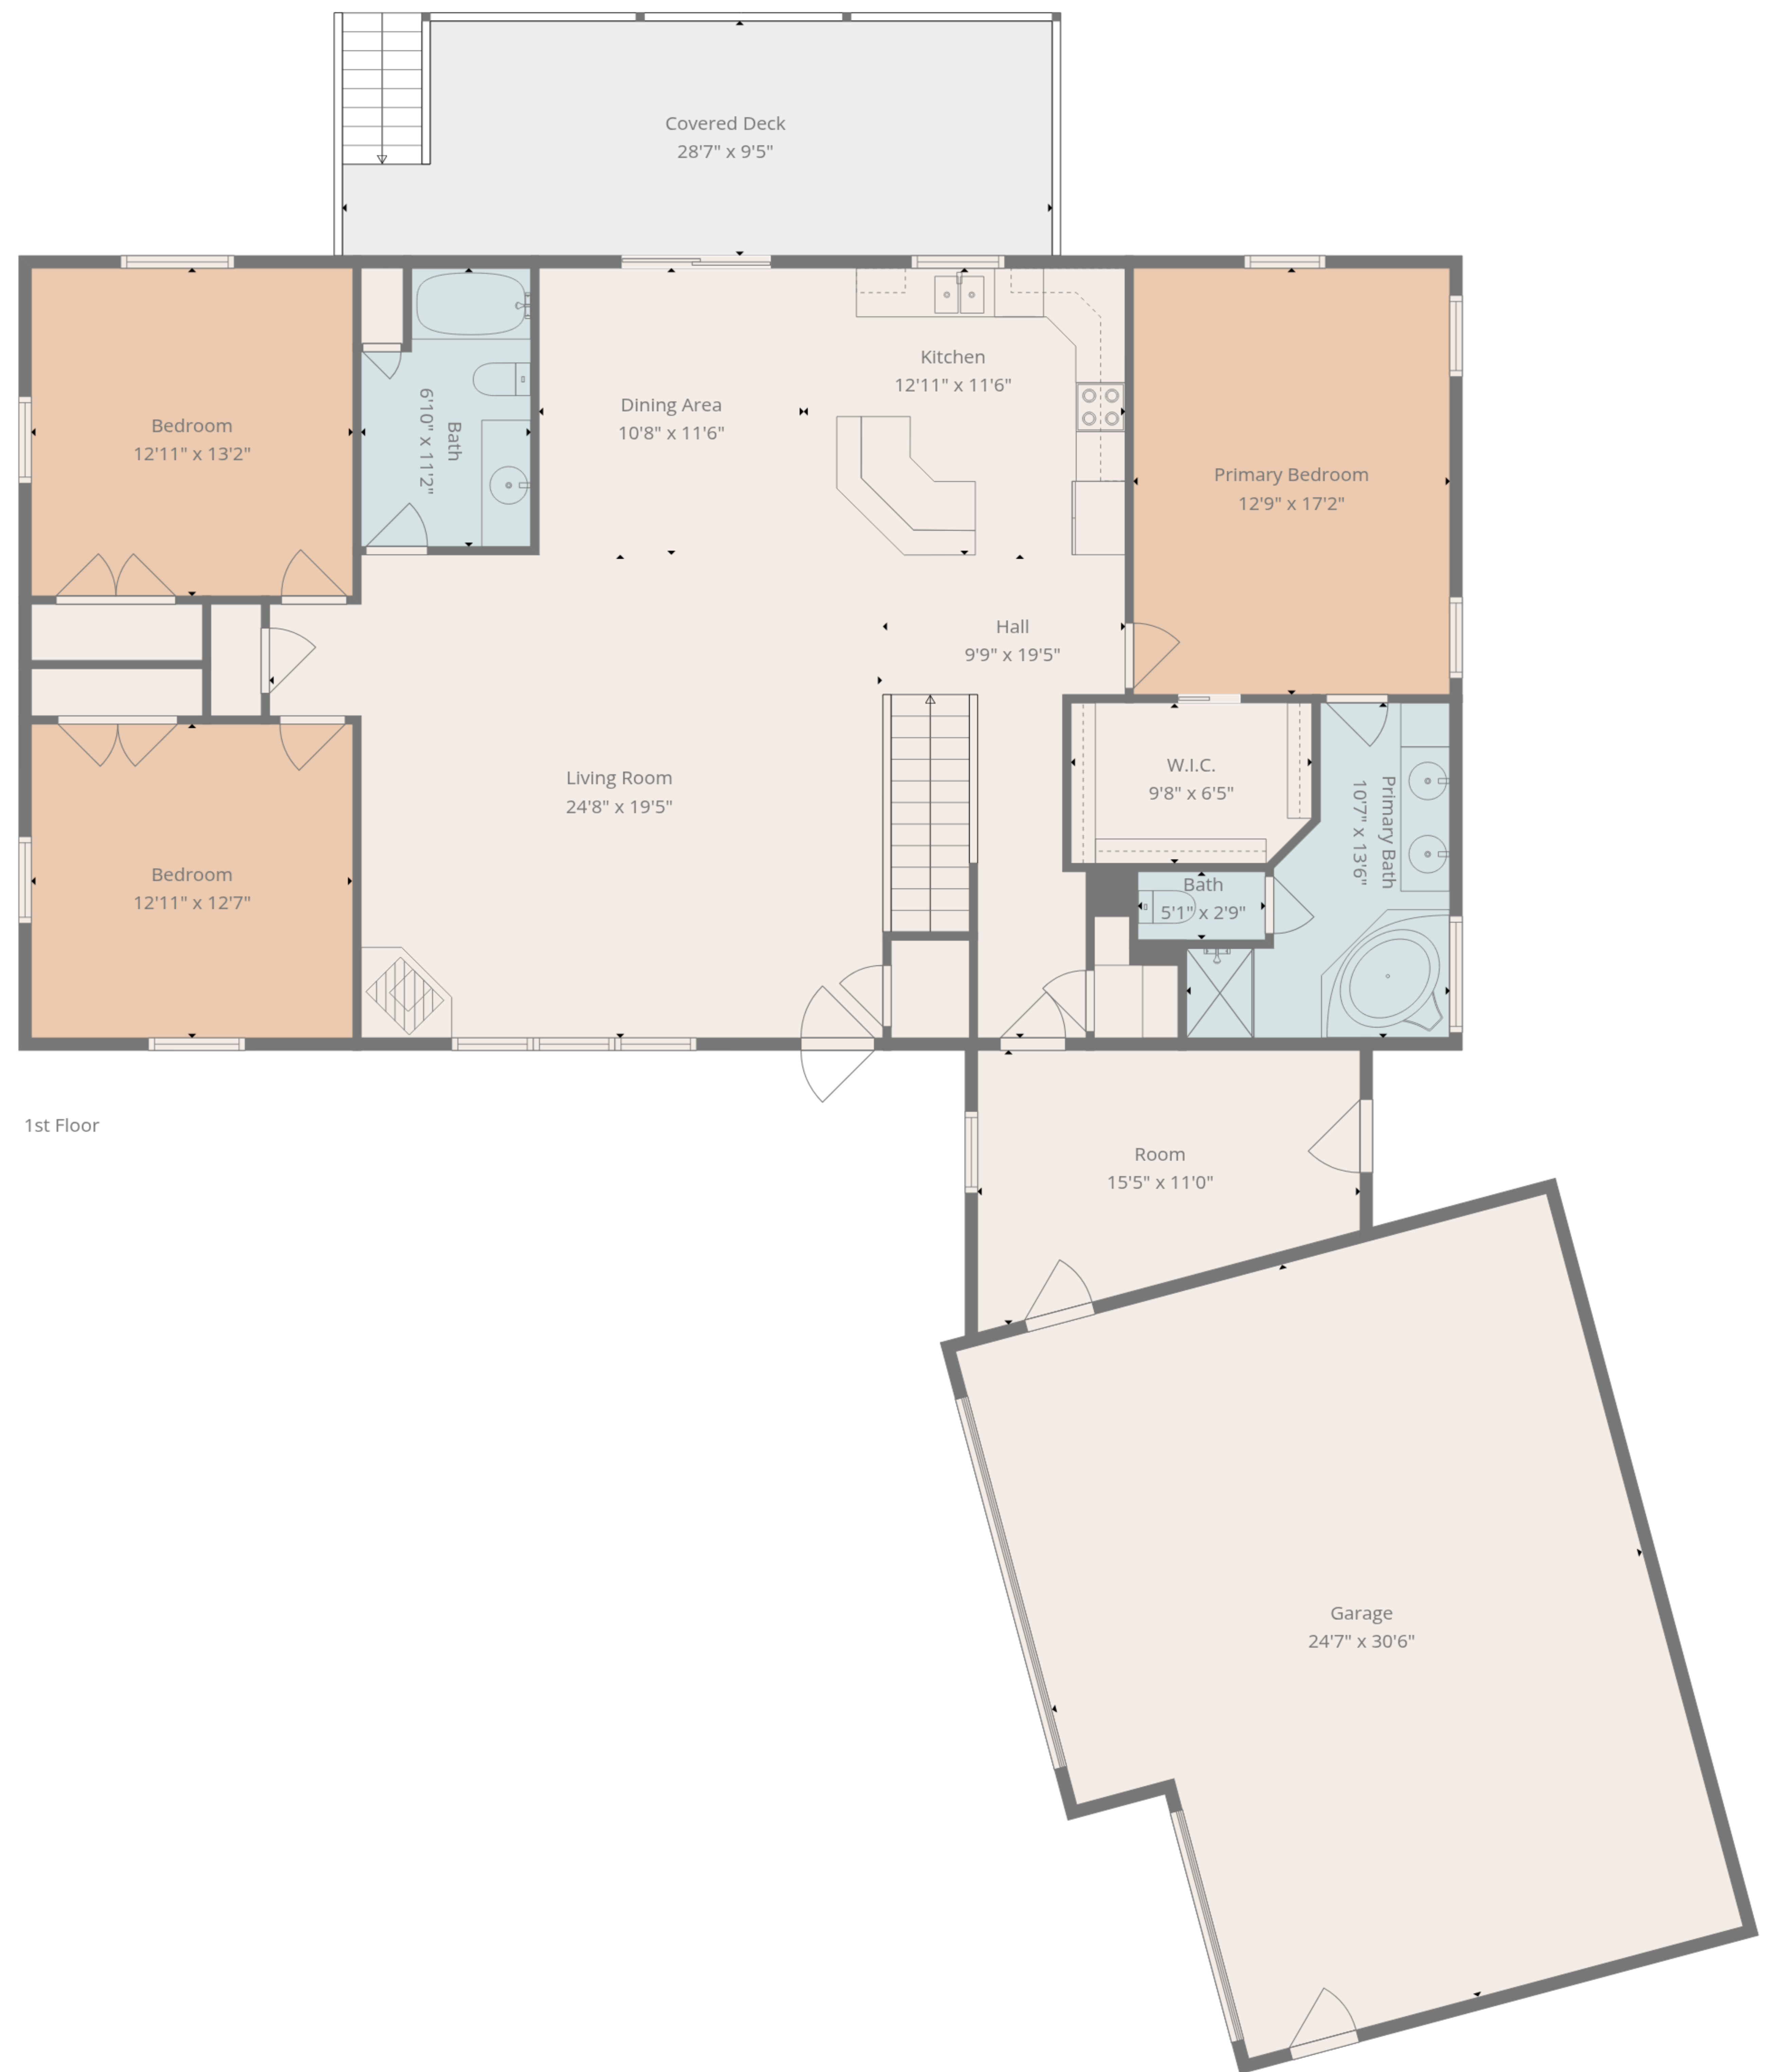 Covered Deck
28'7" x 9'5"
Kitchen
12'11" x 11'6"
Dining Area
10'8" x 11'6"
Bedroom
12'11" x 13'2"
Bath
6'10" x 11'2"
Primary Bedroom
12'9" x 17'2"
Hall
9'9" x 19'5"
Living Room
24'8" x 19'5"
W.I.C.
9'8" x 6'5"
Primary Bath
10'7" x 13'6"
Bedroom
12'11" x 12'7"
Bath
5'1" x 2'9"
1st Floor
Room
15'5" x 11'0"
Garage
24'7" x 30'6"